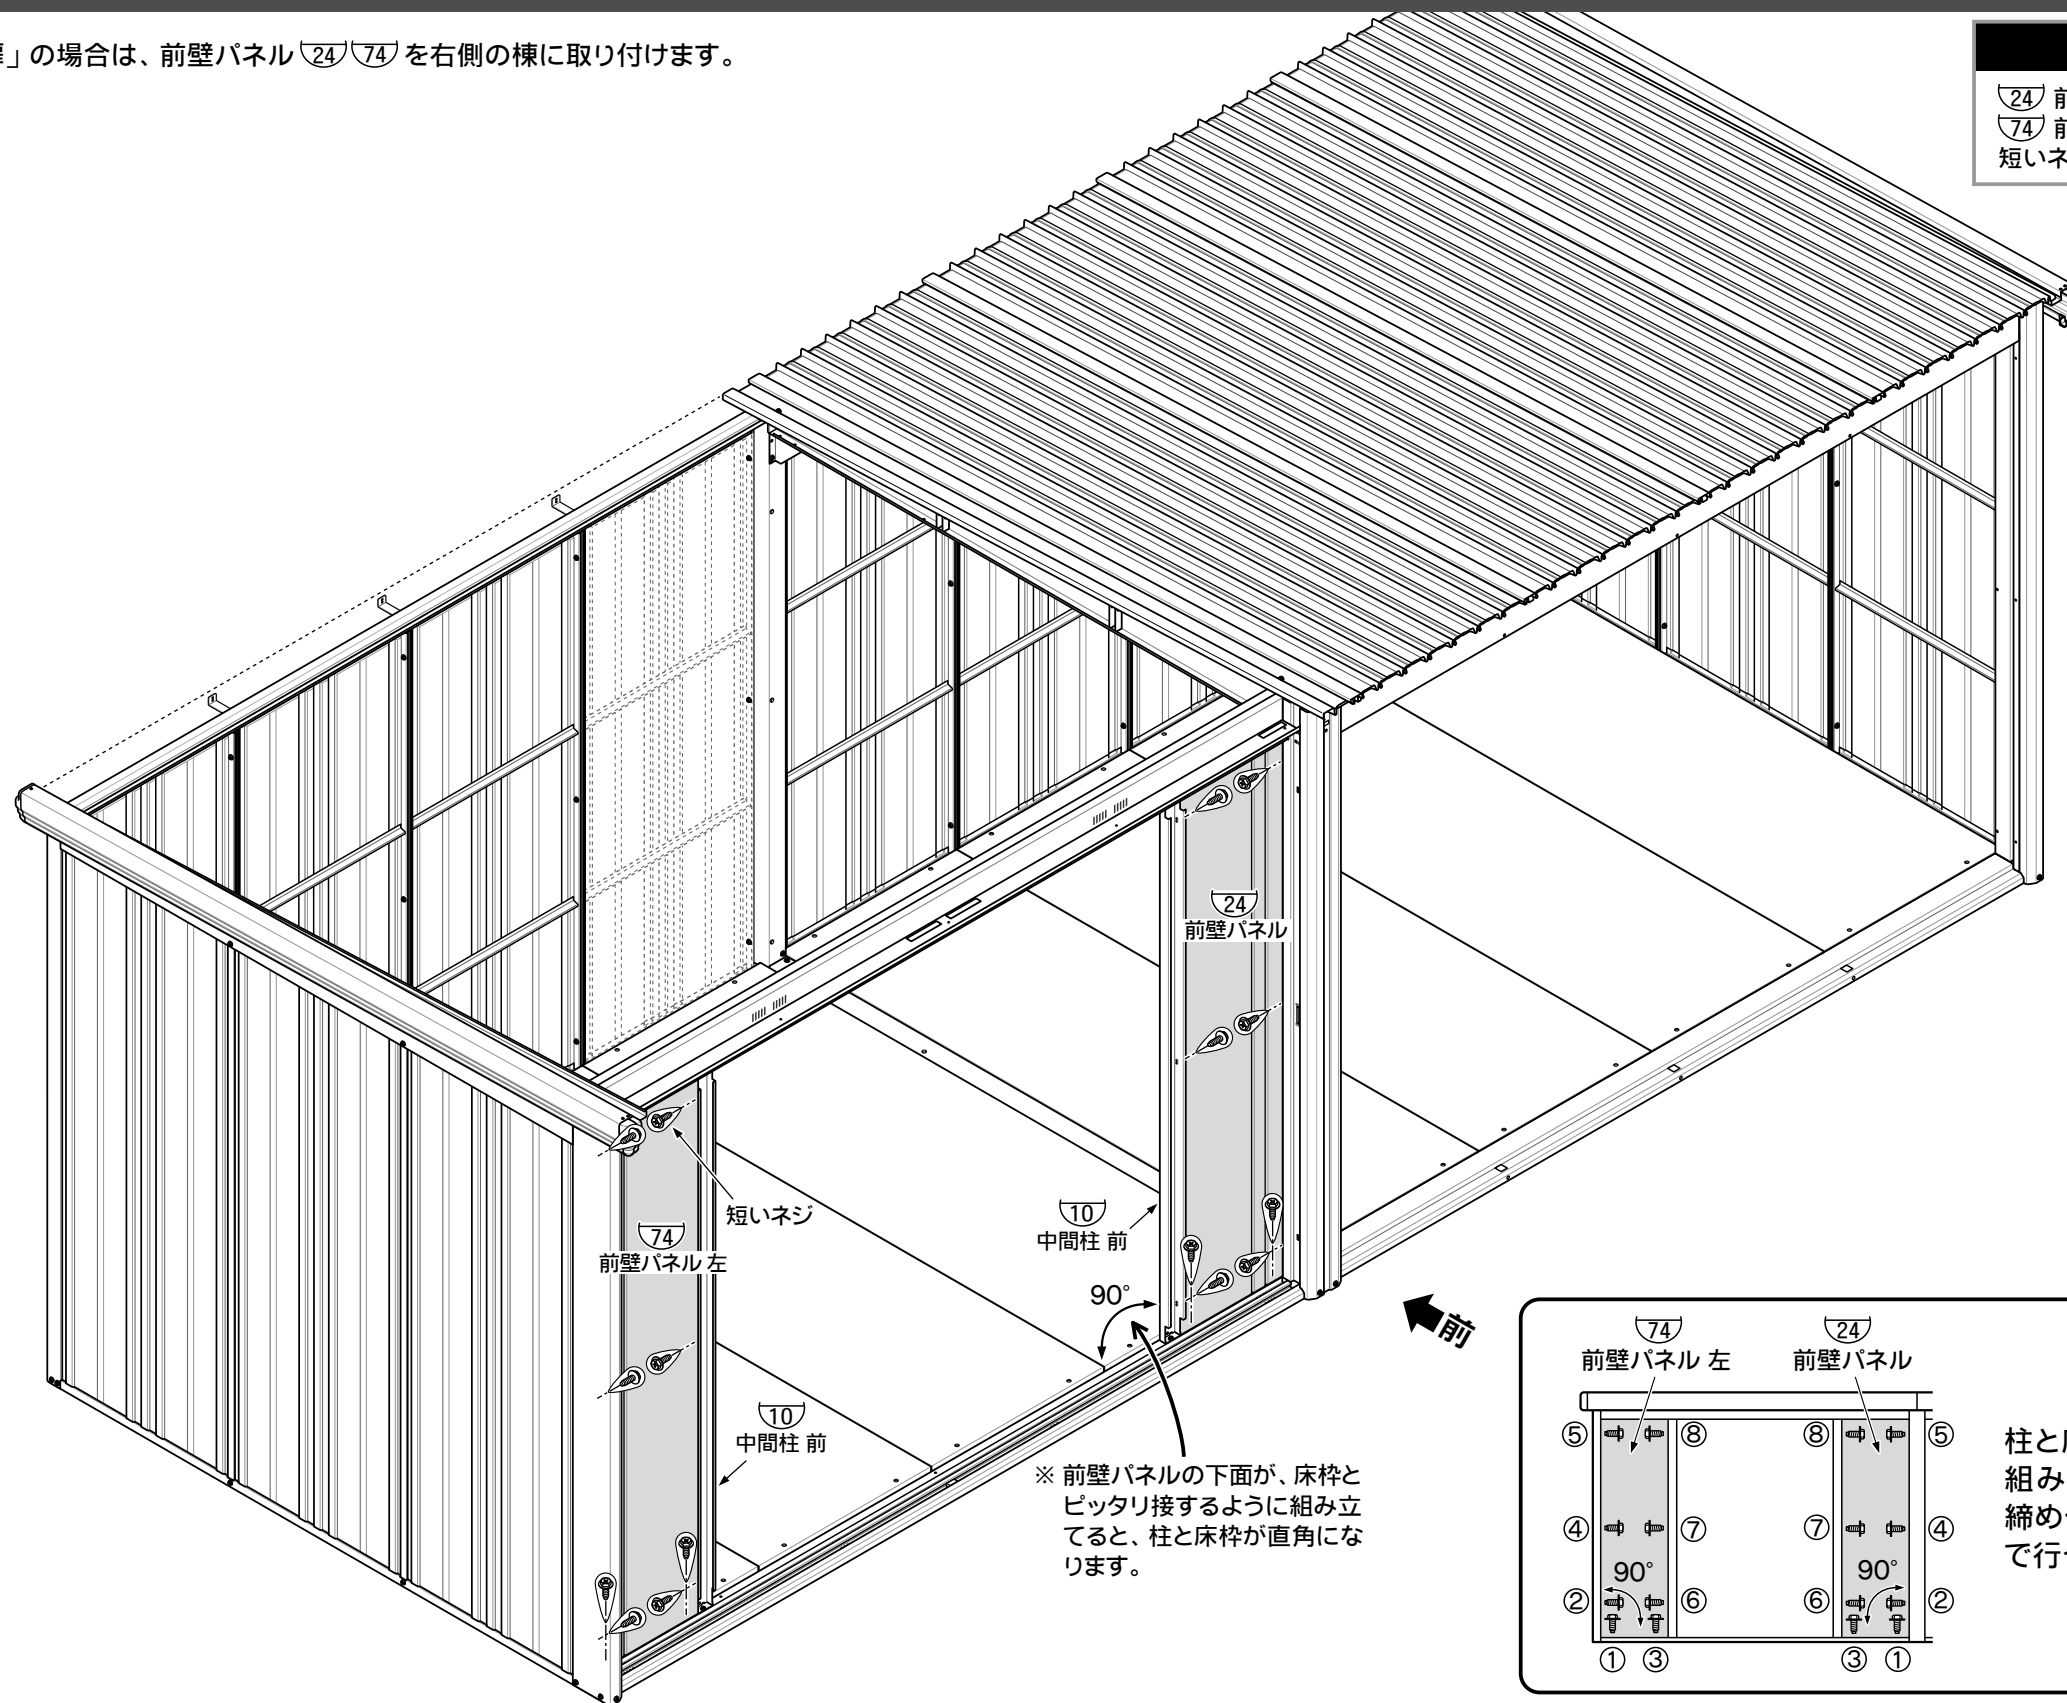 」の場合は、前壁パネル 24 74 を右側の棟に取り付けます。
24 前
74 前
短いネ
24
前壁パネル
短いネジ
74
前壁パネル 左
10
中間柱 前
90°
前
10
中間柱 前
※ 前壁パネルの下面が、床枠と
ピッタリ接するように組み立
てると、柱と床枠が直角にな
ります。
74
前壁パネル 左
24
前壁パネル
⑤ ⑧ ⑧ ⑤
④ ⑦ ⑦ ④
90° 90°
② ⑥ ⑥ ②
① ③ ③ ①
柱と
組み
締め
で行